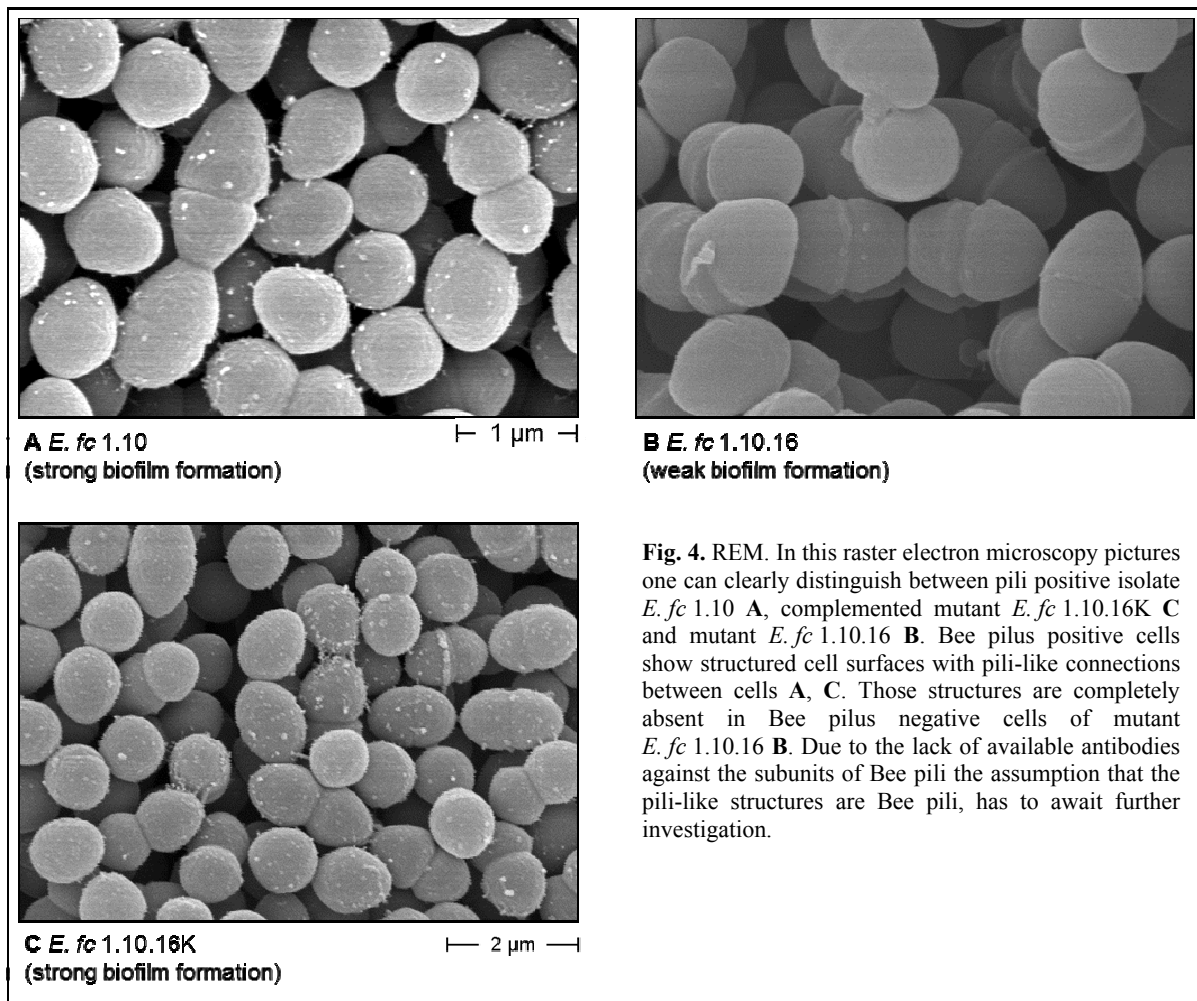 A E. fc 1.10
(strong biofilm formation)
1 µm
B E. fc 1.10.16
(weak biofilm formation)
C E. fc 1.10.16K
(strong biofilm formation)
2 µm
Fig. 4. REM. In this raster electron microscopy pictures
one can clearly distinguish between pili positive isolate
E. fc 1.10 A, complemented mutant E. fc 1.10.16K C
and mutant E. fc 1.10.16 B. Bee pilus positive cells
show structured cell surfaces with pili-like connections
between cells A, C. Those structures are completely
absent in Bee pilus negative cells of mutant
E. fc 1.10.16 B. Due to the lack of available antibodies
against the subunits of Bee pili the assumption that the
pili-like structures are Bee pili, has to await further
investigation.